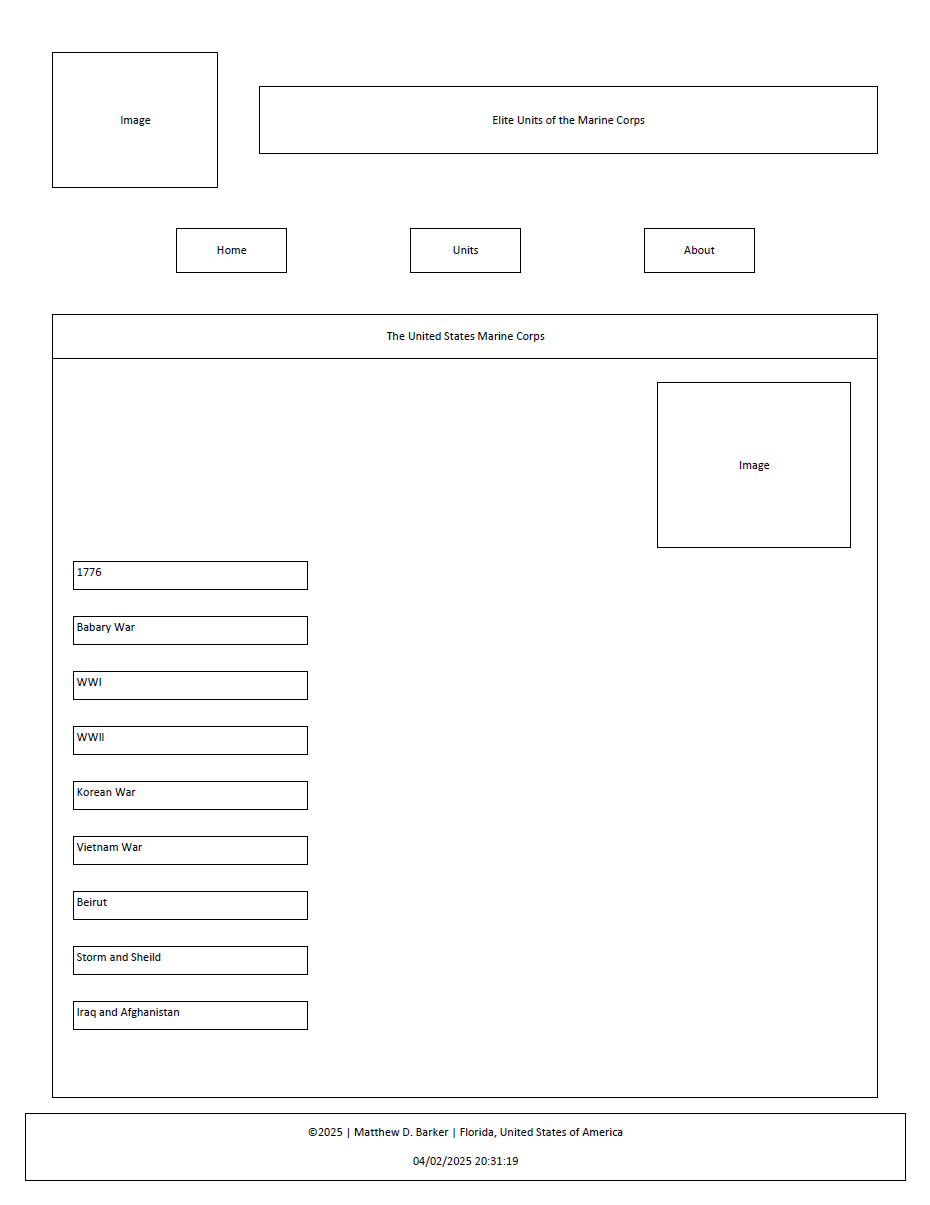 Image
Elite Units of the Marine Corps
Home
Units
About
The United States Marine Corps
Image
1776
Babary War
WWI
WWII
Korean War
Vietnam War
Beirut
Storm and Sheild
Iraq and Afghanistan
©2025 | Matthew D. Barker | Florida, United States of America
04/02/2025 20:31:19